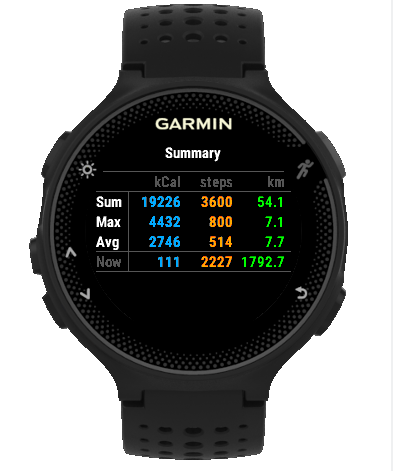 GARMIN
Summary
kCal steps km
Sum 19226 3600 54.1
Max 4432 800 7.1
Avg 2746 514 7.7
Now 111 2227 1792.7